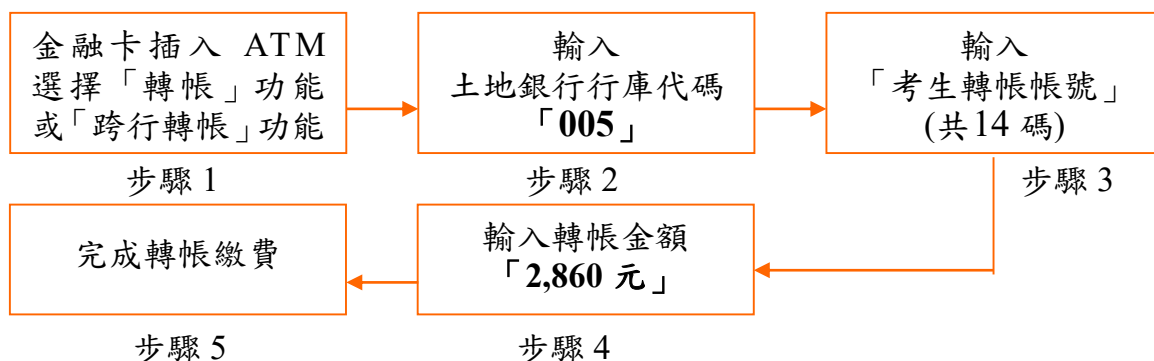 金融卡插入 ATM
選擇「轉帳」功能
或「跨行轉帳」功能
步驟 1
輸入
土地銀行行庫代碼
「005」
步驟 2
輸入
「考生轉帳帳號」
(共14 碼)
步驟 3
輸入轉帳金額
「2,860 元」
步驟 4
完成轉帳繳費
步驟 5